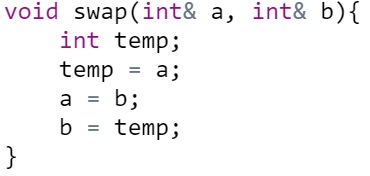 void swap(int& a, int& b){
    int temp;
    temp = a;
    a = b;
    b = temp;
}